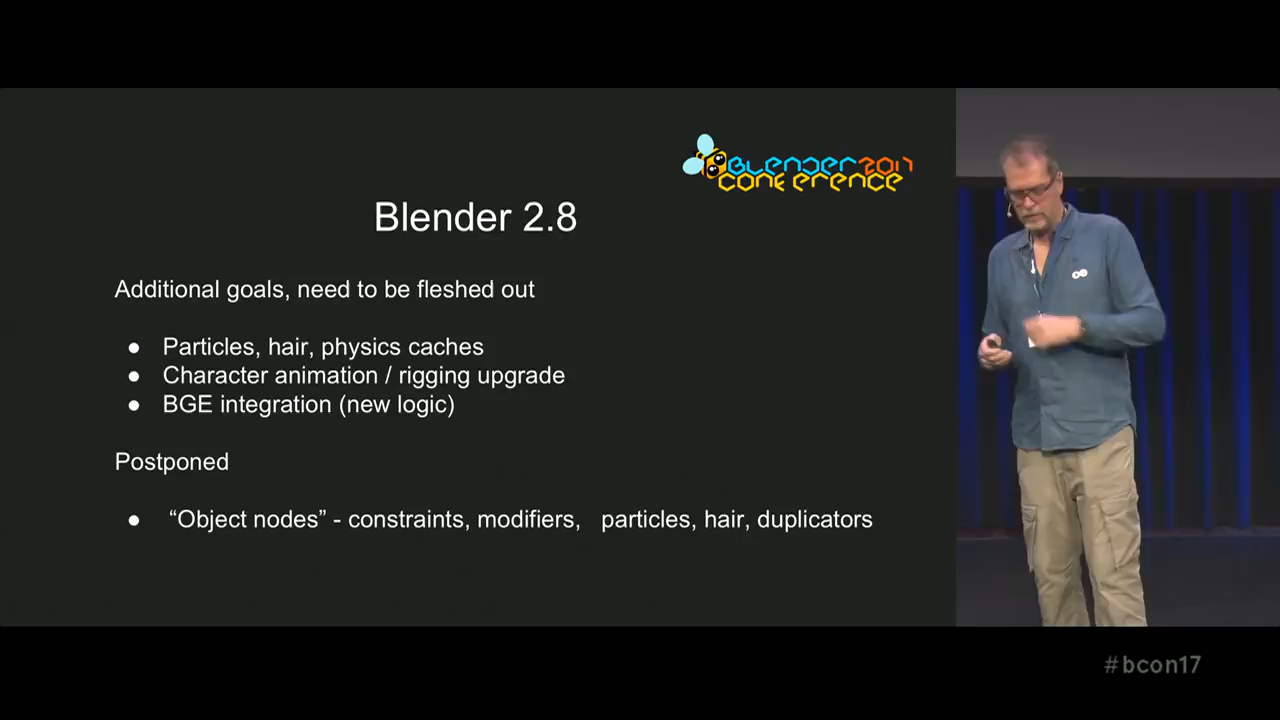 BLENDER 2017
CONFERENCE
Blender 2.8
Additional goals, need to be fleshed out
● Particles, hair, physics caches
● Character animation / rigging upgrade
● BGE integration (new logic)
Postponed
● “Object nodes” - constraints, modifiers, particles, hair, duplicators
#bcon17